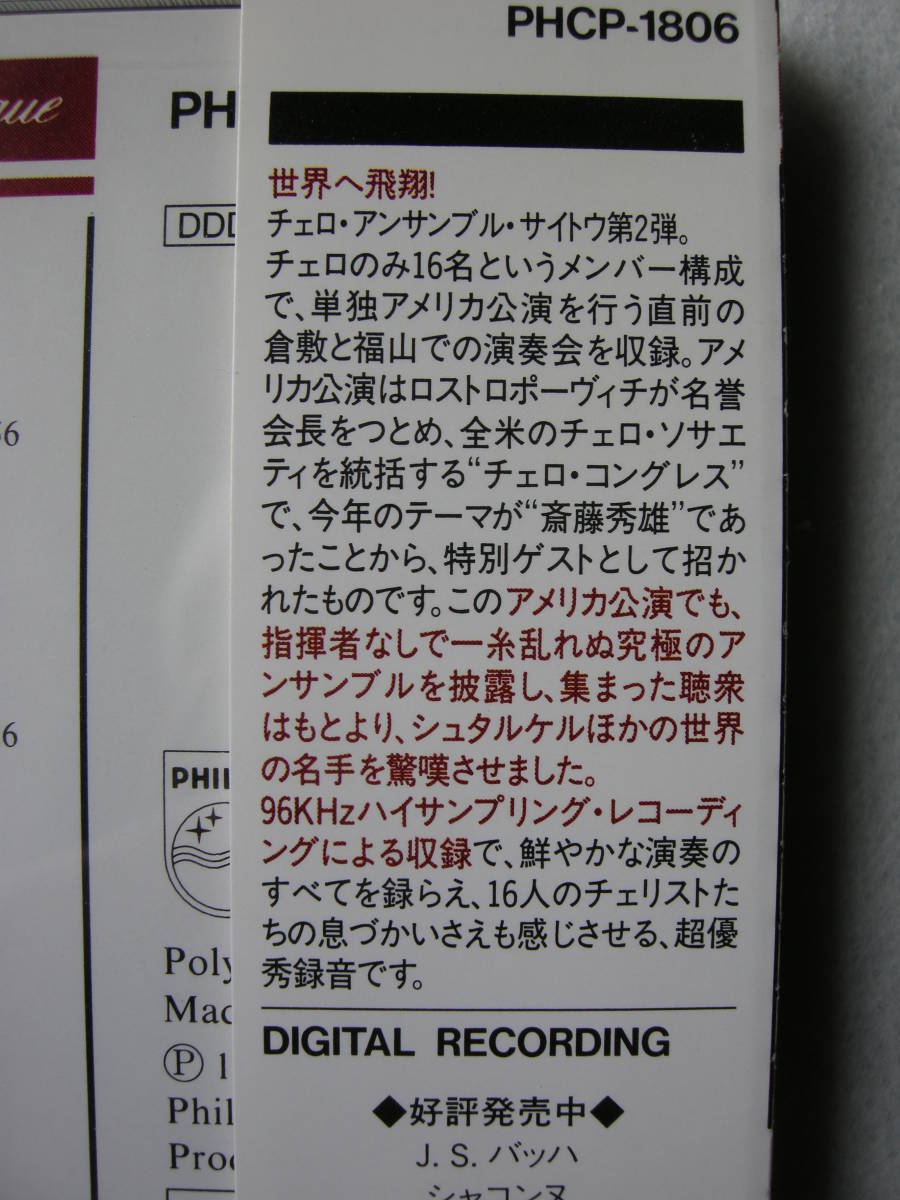 PHCP-1806
世界へ飛翔!
チェロ・アンサンブル・サイトウ第2弾。
チェロのみ16名というメンバー構成
で、単独アメリカ公演を行う直前の
倉敷と福山での演奏会を収録。アメ
リカ公演はロストロポーヴィチが名誉
会長をつとめ、全米のチェロ・ソサエ
ティを統括する“チェロ・コングレス”
で、今年のテーマが“斎藤秀雄”であ
ったことから、特別ゲストとして招か
れたものです。このアメリカ公演でも、
指揮者なしで一糸乱れぬ究極のア
ンサンブルを披露し、集まった聴衆
はもとより、シュタルケルほかの世界
の名手を驚嘆させました。
96KHzハイサンプリング・レコーディ
ングによる収録で、鮮やかな演奏の
すべてを録らえ、16人のチェリストた
ちの息づかいさえも感じさせる、超優
秀録音です。
DIGITAL RECORDING
◆好評発売中◆
J. S. バッハ
シャコンヌ
PH
DDD
6
PHIL
Poly
Mad
Ⓟ 1
Phil
Prod